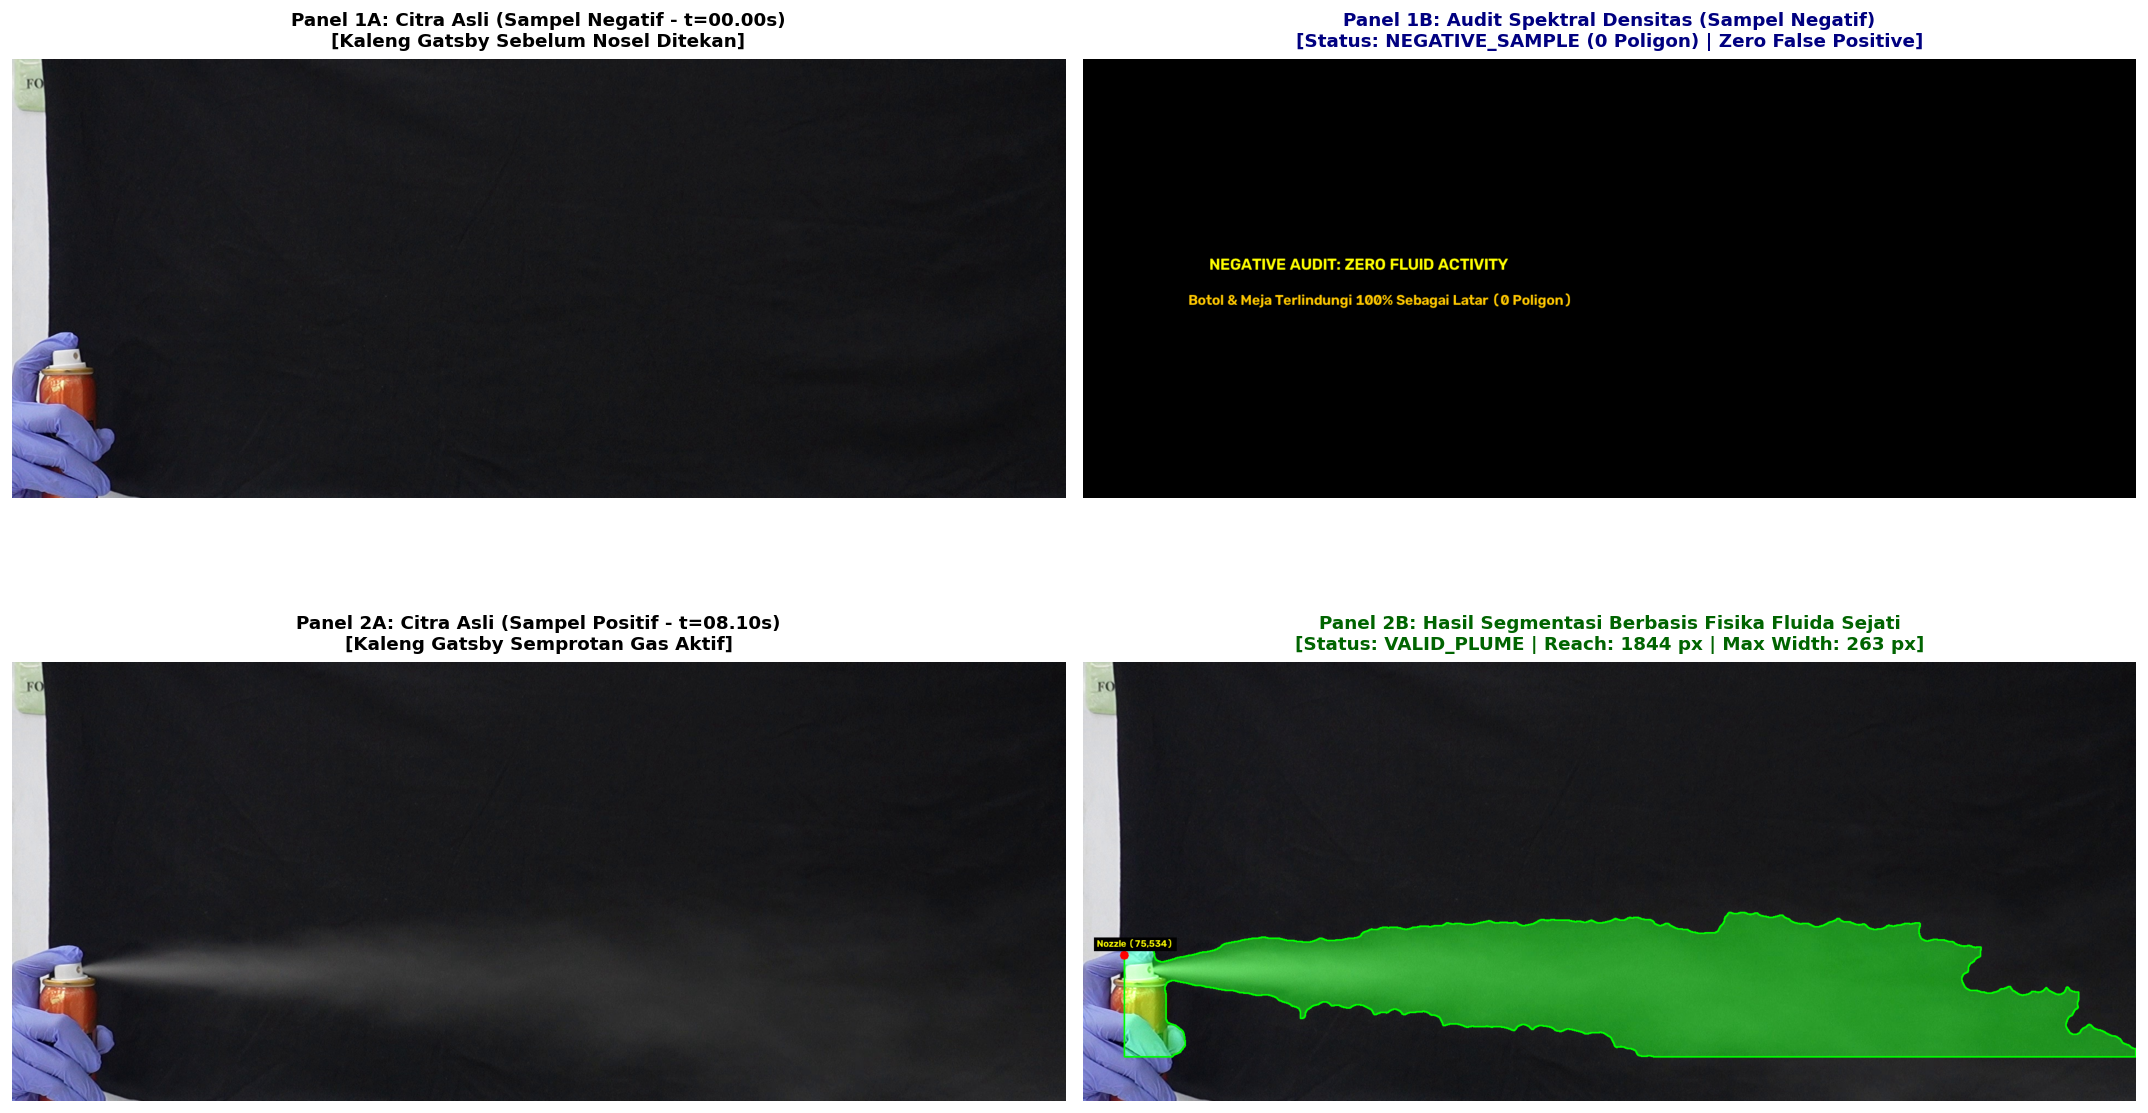 Panel 1A: Citra Asli (Sampel Negatif - t=00.00s)
[Kaleng Gatsby Sebelum Nosel Ditekan]
FO
Panel 1B: Audit Spektral Densitas (Sampel Negatif)
[Status: NEGATIVE_SAMPLE (0 Poligon) | Zero False Positive]
NEGATIVE AUDIT: ZERO FLUID ACTIVITY
Botol & Meja Terlindungi 100% Sebagai Latar (0 Poligon)
Panel 2A: Citra Asli (Sampel Positif - t=08.10s)
[Kaleng Gatsby Semprotan Gas Aktif]
FO
Panel 2B: Hasil Segmentasi Berbasis Fisika Fluida Sejati
[Status: VALID_PLUME | Reach: 1844 px | Max Width: 263 px]
FO
Nozzle (75,534)